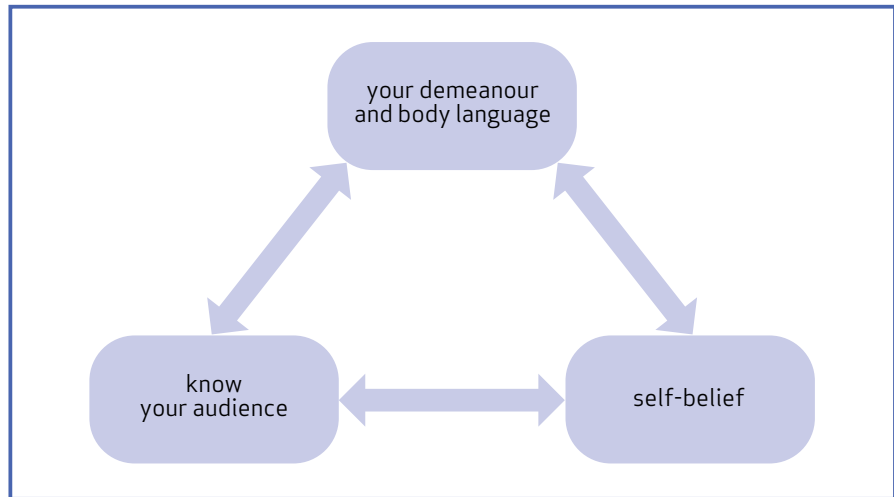 your demeanour
and body language
know
your audience
self-belief